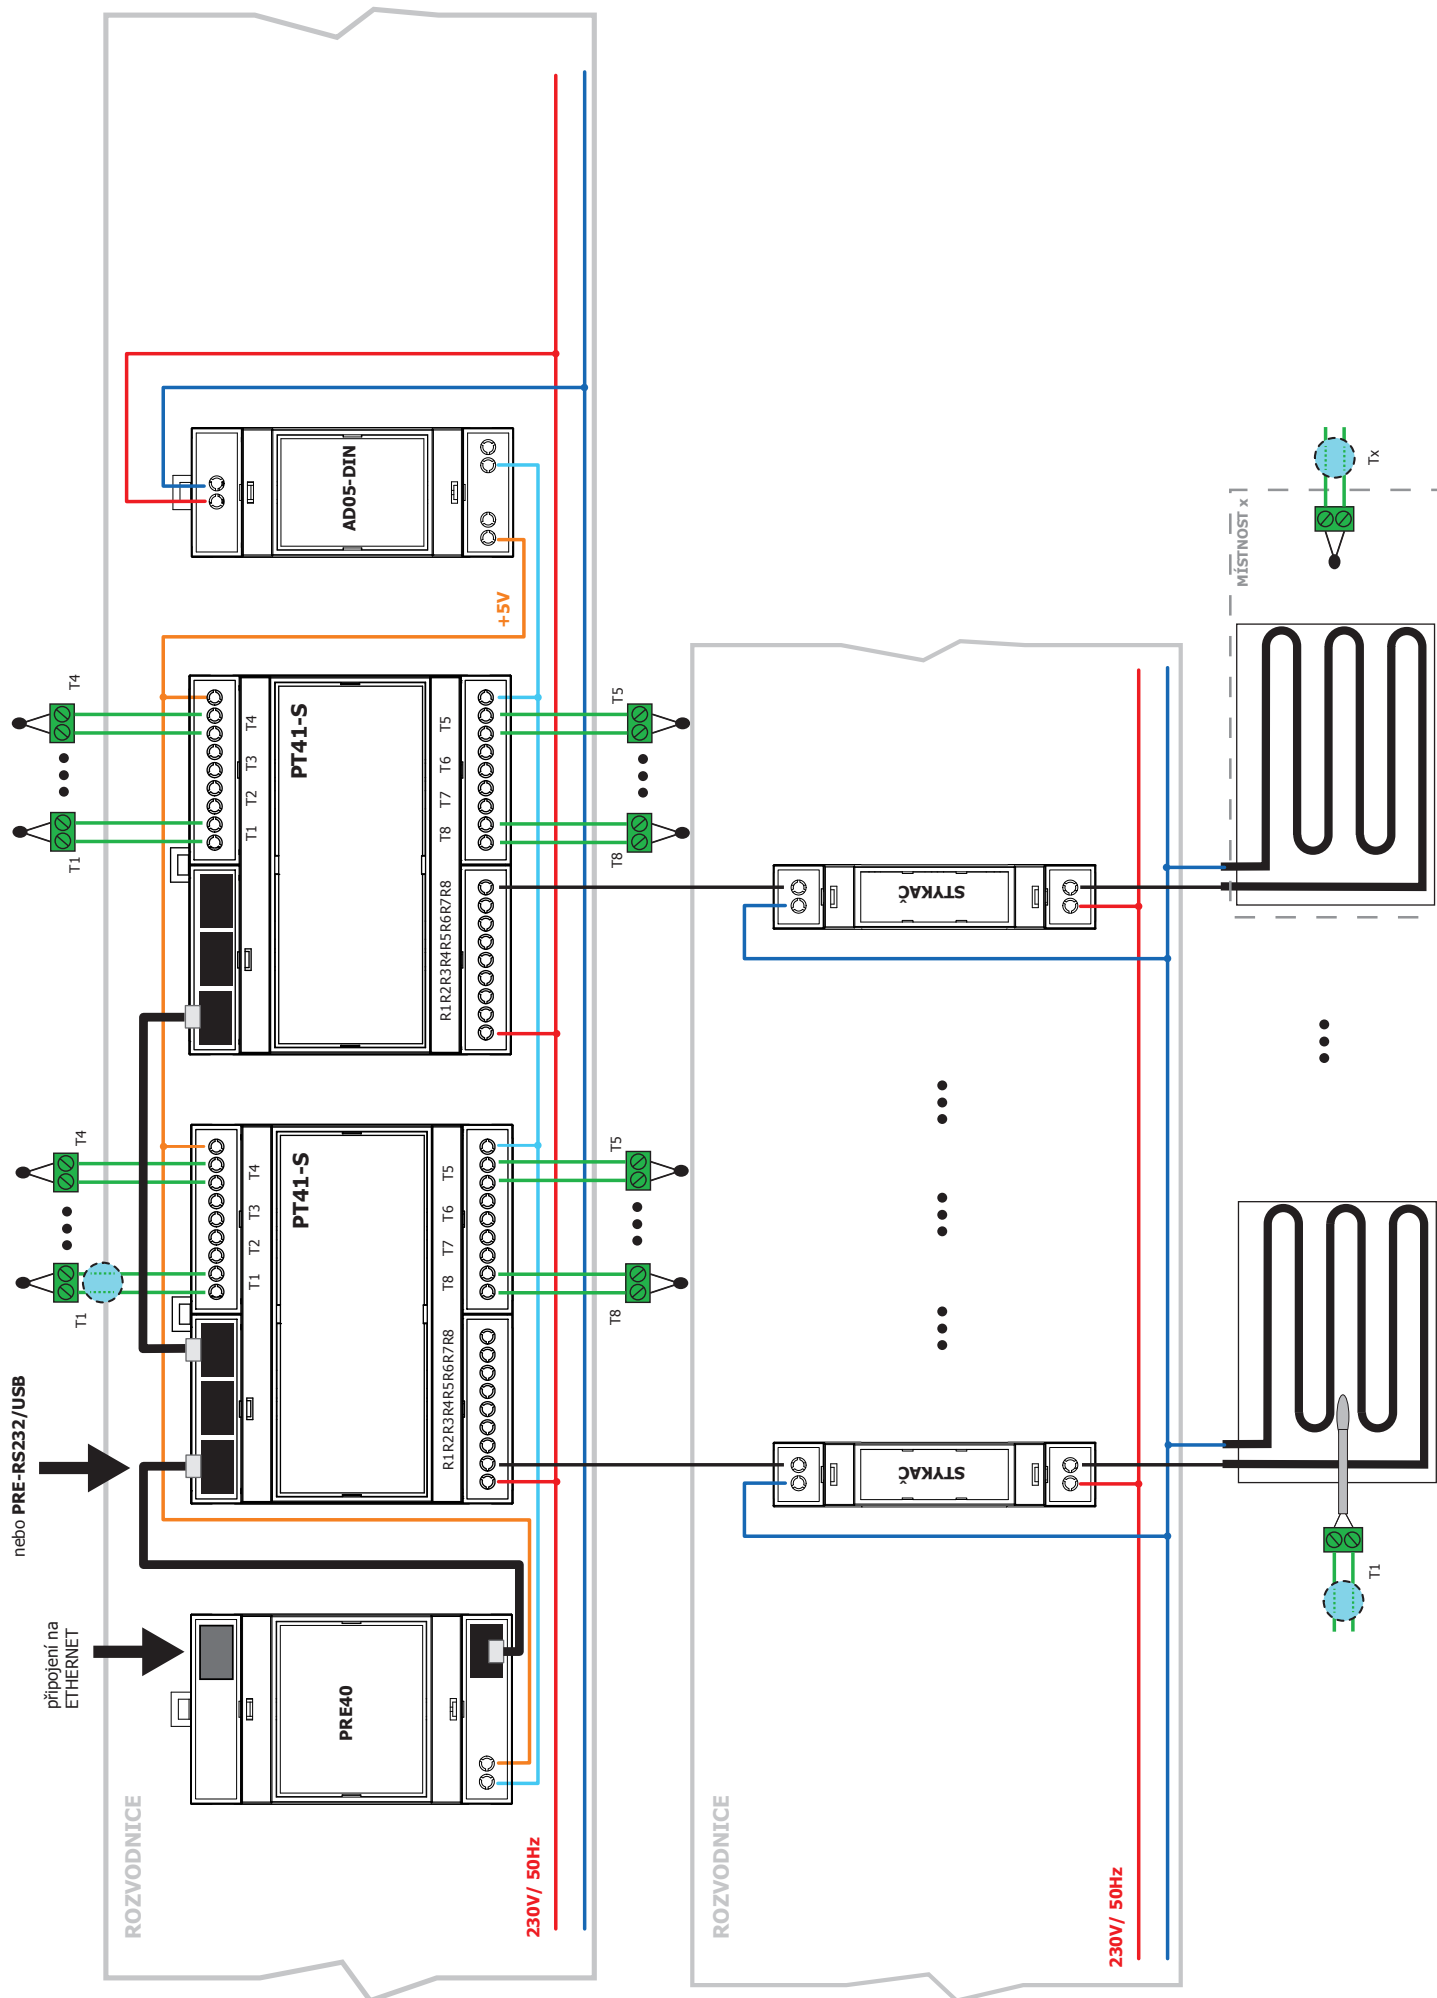 ROZVODNICE
230V/ 50Hz
připojení na
ETHERNET
PRE40
nebo PRE-RS232/USB
T1
T4
T1
T2
T3
T4
PT41-S
R1R2R3R4R5R6R7R8
T8
T7
T6
T5
T8
T5
T1
T4
T1
T2
T3
T4
PT41-S
R1R2R3R4R5R6R7R8
T8
T7
T6
T5
T8
T5
+5V
AD05-DIN
ROZVODNICE
230V/ 50Hz
STYKAČ
STYKAČ
T1
MÍSTNOST x
Tx